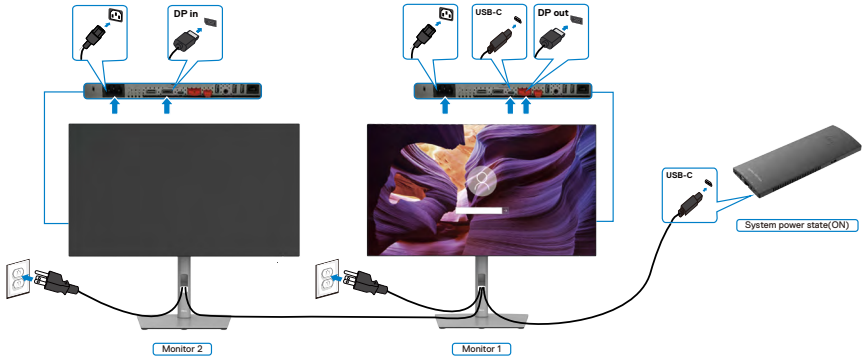 DP in
USB-C
DP out
USB-C
System power state(ON)
Monitor 2
Monitor 1